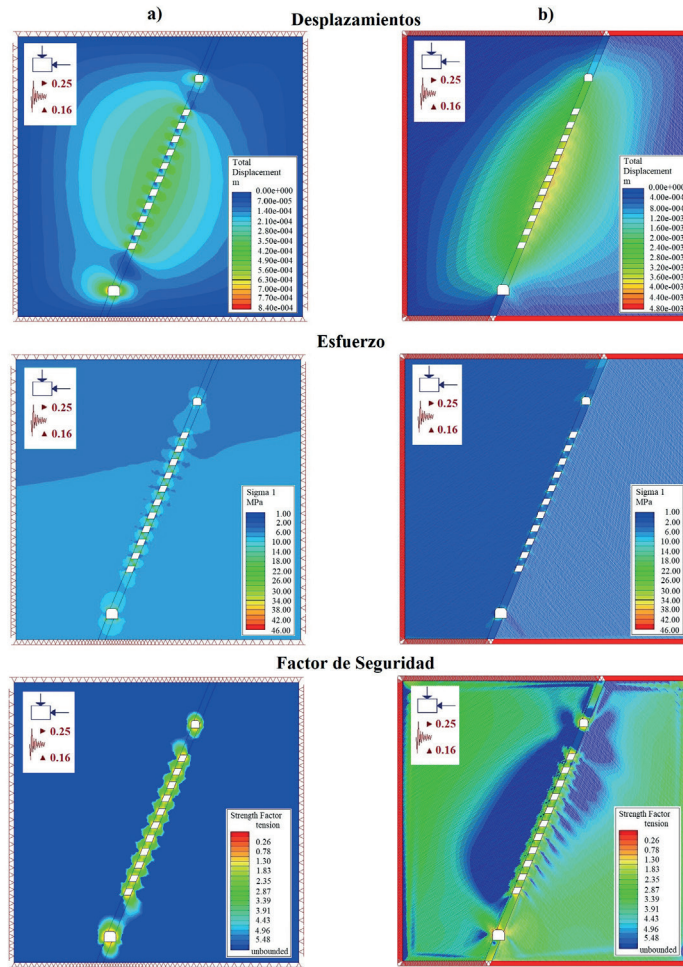 a)
b)
Desplazamientos
0.25
0.16
Total
Displacement
m
0.00e+000
7.00e-005
1.40e-004
2.10e-004
2.80e-004
3.50e-004
4.20e-004
4.90e-004
5.60e-004
6.30e-004
7.00e-004
7.70e-004
8.40e-004
0.25
0.16
Total
Displacement
m
0.00e+000
4.00e-004
8.00e-004
1.20e-003
1.60e-003
2.00e-003
2.40e-003
2.80e-003
3.20e-003
3.60e-003
4.00e-003
4.40e-003
4.80e-003
Esfuerzo
0.25
0.16
Sigma 1
MPa
1.00
2.00
6.00
10.00
14.00
18.00
22.00
26.00
30.00
34.00
38.00
42.00
46.00
0.25
0.16
Sigma 1
MPa
1.00
2.00
6.00
10.00
14.00
18.00
22.00
26.00
30.00
34.00
38.00
42.00
46.00
Factor de Seguridad
0.25
0.16
Strength Factor
tension
0.26
0.78
1.30
1.83
2.35
2.87
3.39
3.91
4.43
4.96
5.48
unbounded
0.25
0.16
Strength Factor
tension
0.26
0.78
1.30
1.83
2.35
2.87
3.39
3.91
4.43
4.96
5.48
unbounded